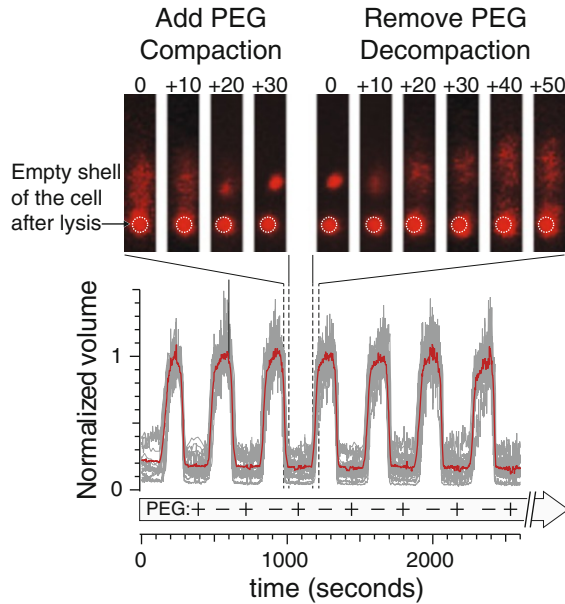 Add PEG
Compaction
Remove PEG
Decompaction
0 +10 +20 +30
0 +10 +20 +30 +40 +50
Empty shell
of the cell
after lysis
Normalized volume
1
0
PEG: + − + − + − + − + − + − +
0 1000 2000
time (seconds)